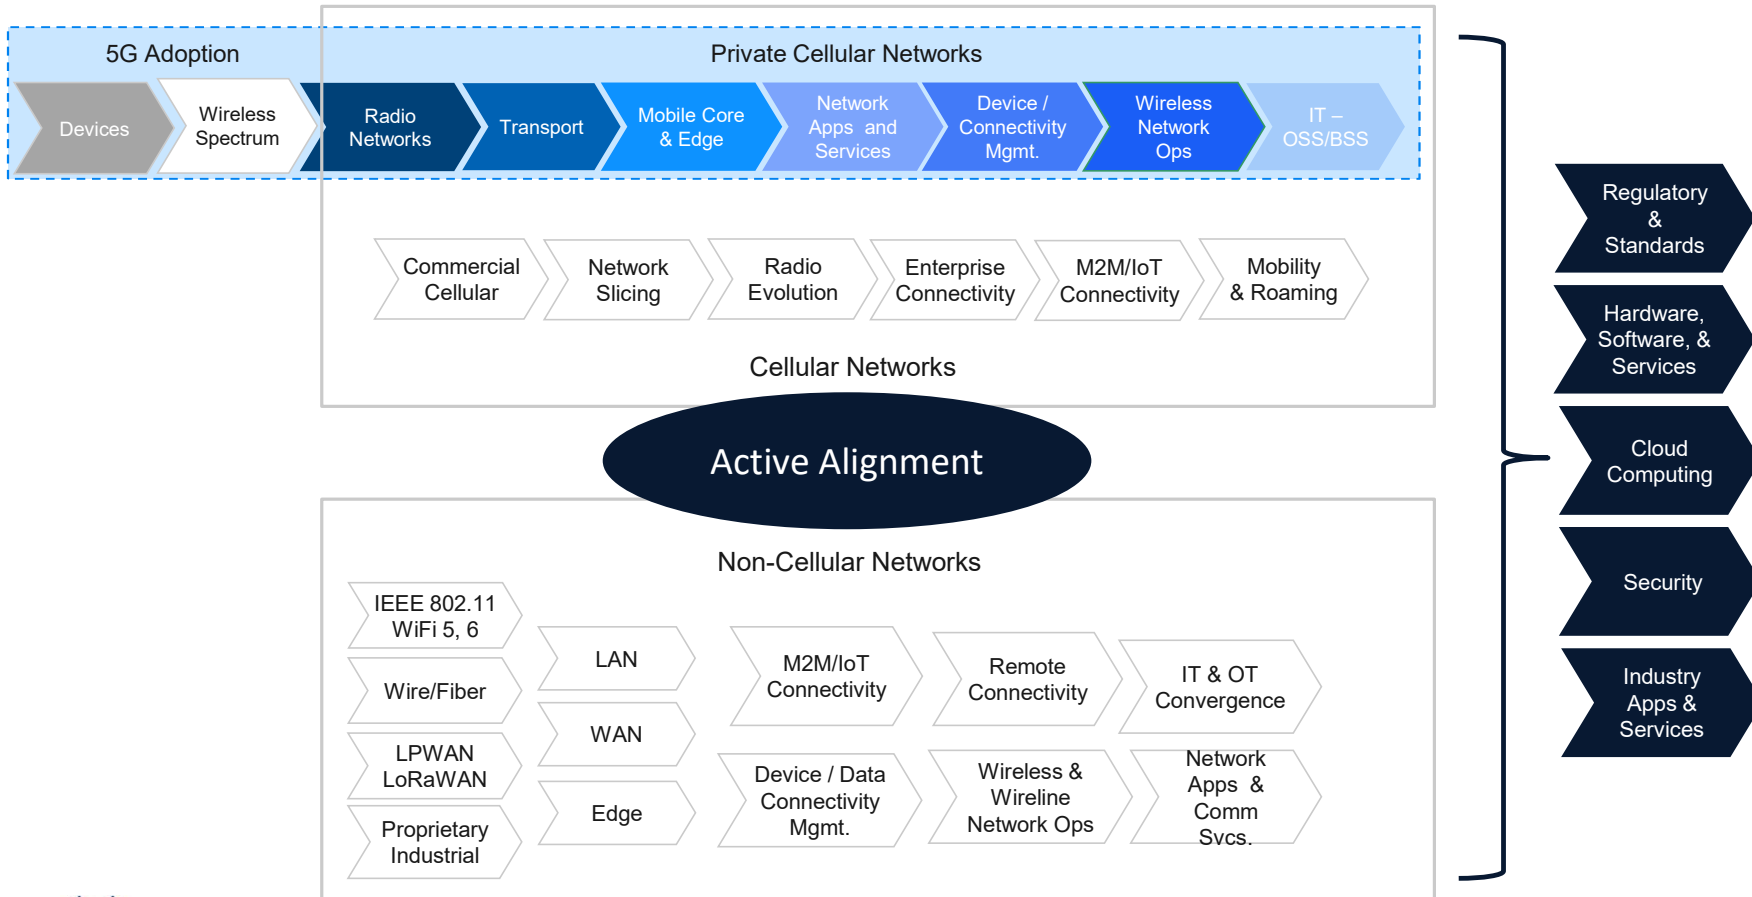 5G Adoption
Private Cellular Networks
Devices
Wireless
Spectrum
Radio
Networks
Transport
Mobile Core
& Edge
Network
Apps and
Services
Device /
Connectivity
Mgmt.
Wireless
Network
Ops
IT –
OSS/BSS
Commercial
Cellular
Network
Slicing
Radio
Evolution
Enterprise
Connectivity
M2M/IoT
Connectivity
Mobility
& Roaming
Cellular Networks
Active Alignment
Non-Cellular Networks
IEEE 802.11
WiFi 5, 6
Wire/Fiber
LPWAN
LoRaWAN
Proprietary
Industrial
LAN
WAN
Edge
M2M/IoT
Connectivity
Remote
Connectivity
IT & OT
Convergence
Device / Data
Connectivity
Mgmt.
Wireless &
Wireline
Network Ops
Network
Apps &
Comm
Svcs.
Regulatory
&
Standards
Hardware,
Software, &
Services
Cloud
Computing
Security
Industry
Apps &
Services